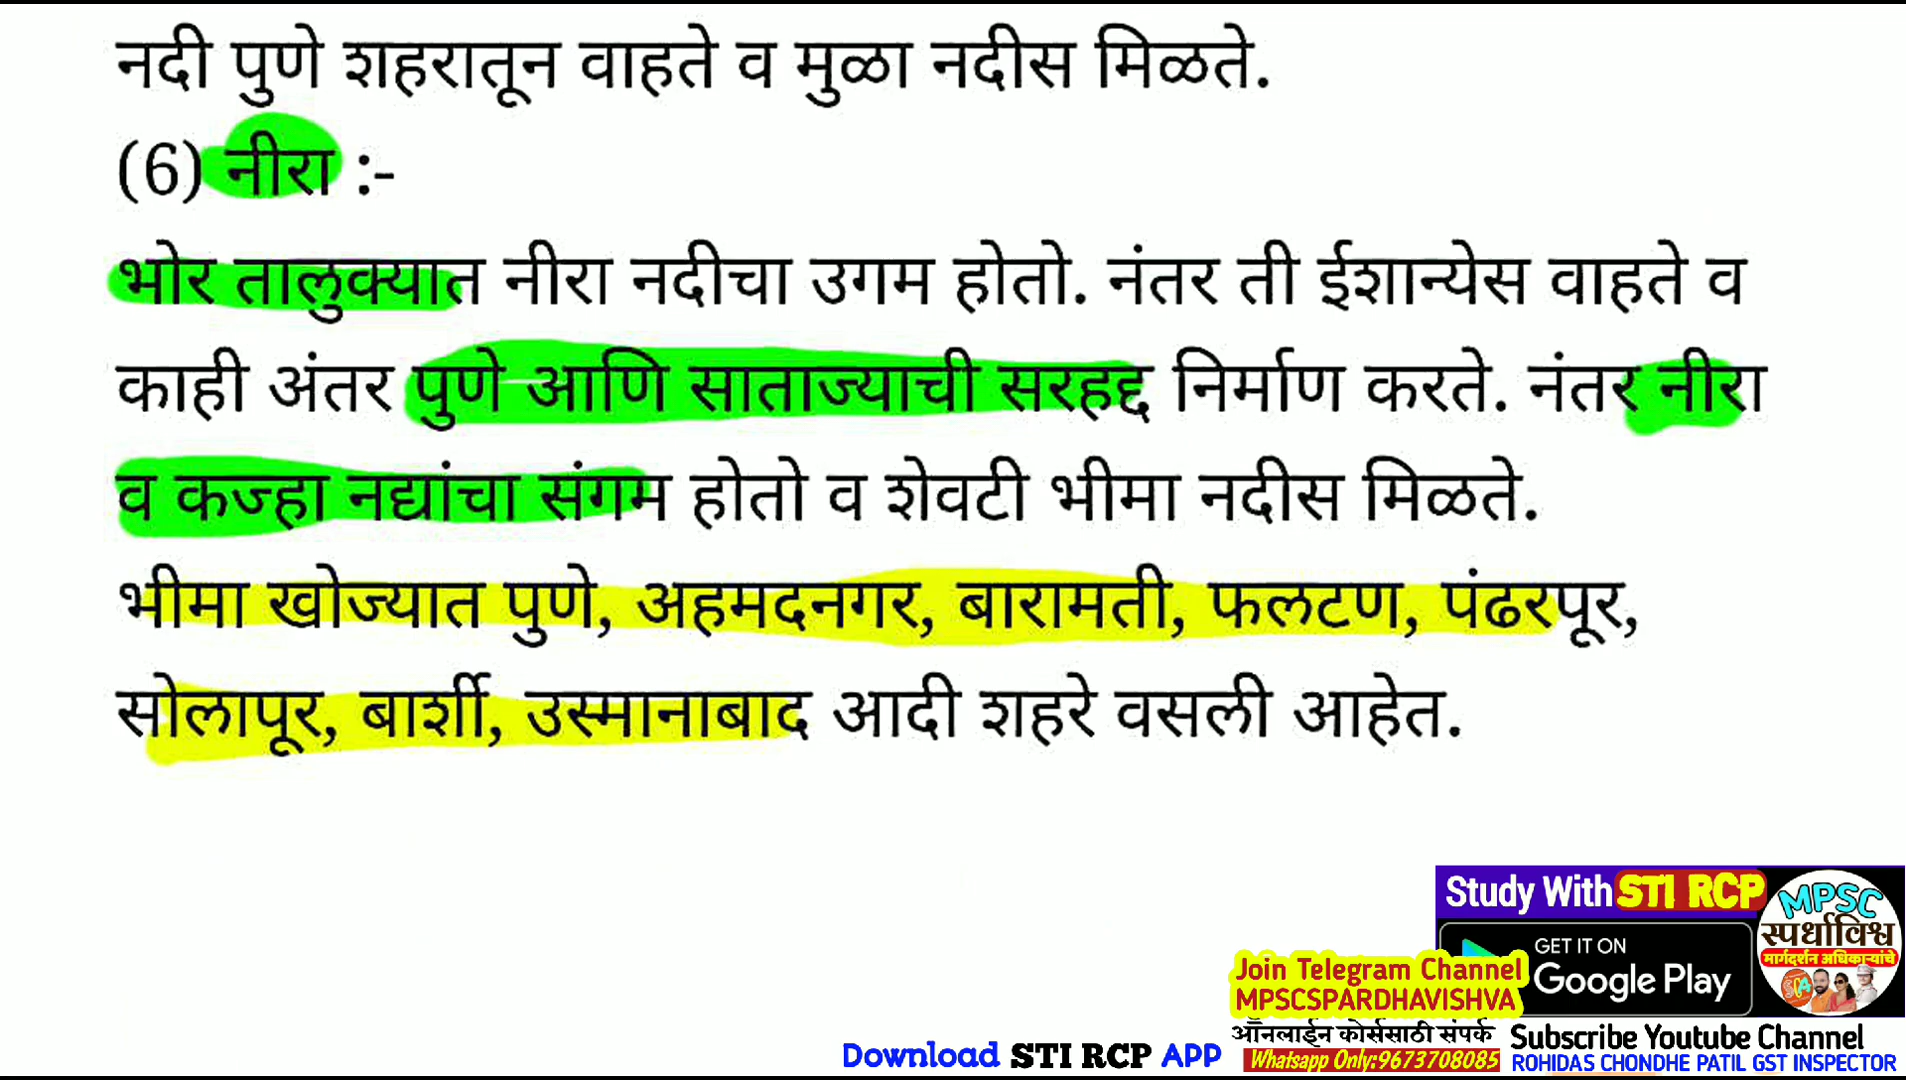 नदी पुणे शहरातून वाहते व मुळा नदीस मिळते.
(6) नीरा :-
भोर तालुक्यात नीरा नदीचा उगम होतो. नंतर ती ईशान्येस वाहते व
काही अंतर पुणे आणि साताज्याची सरहद्द निर्माण करते. नंतर नीरा
व कज्हा नद्यांचा संगम होतो व शेवटी भीमा नदीस मिळते.
भीमा खोज्यात पुणे, अहमदनगर, बारामती, फलटण, पंढरपूर,
सोलापूर, बार्शी, उस्मानाबाद आदी शहरे वसली आहेत.
Study With STI RCP
MPSC
स्पर्धाविश्व
मार्गदर्शन अधिकाऱ्यांचे
GET IT ON
Google Play
Join Telegram Channel
MPSCSPARDHAVISHVA
ऑनलाईन कोर्ससाठी संपर्क
Whatsapp Only:9673708085
Download STI RCP APP
Subscribe Youtube Channel
ROHIDAS CHONDHE PATIL GST INSPECTOR